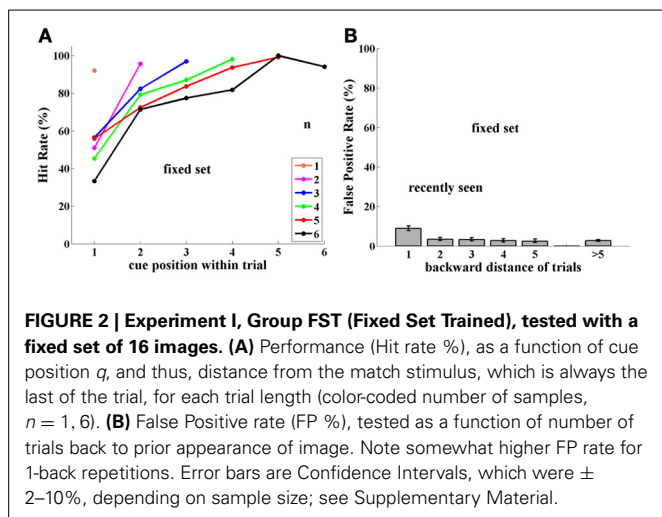 A
B
100
80
60
40
20
0
Hit Rate (%)
fixed set
n
1
2
3
4
5
6
1 2 3 4 5 6
cue position within trial
100
80
60
40
20
0
False Positive Rate (%)
fixed set
recently seen
1 2 3 4 5 >5
backward distance of trials
FIGURE 2 | Experiment I, Group FST (Fixed Set Trained), tested with a
fixed set of 16 images. (A) Performance (Hit rate %), as a function of cue
position q, and thus, distance from the match stimulus, which is always the
last of the trial, for each trial length (color-coded number of samples,
n = 1, 6). (B) False Positive rate (FP %), tested as a function of number of
trials back to prior appearance of image. Note somewhat higher FP rate for
1-back repetitions. Error bars are Confidence Intervals, which were ±
2–10%, depending on sample size; see Supplementary Material.